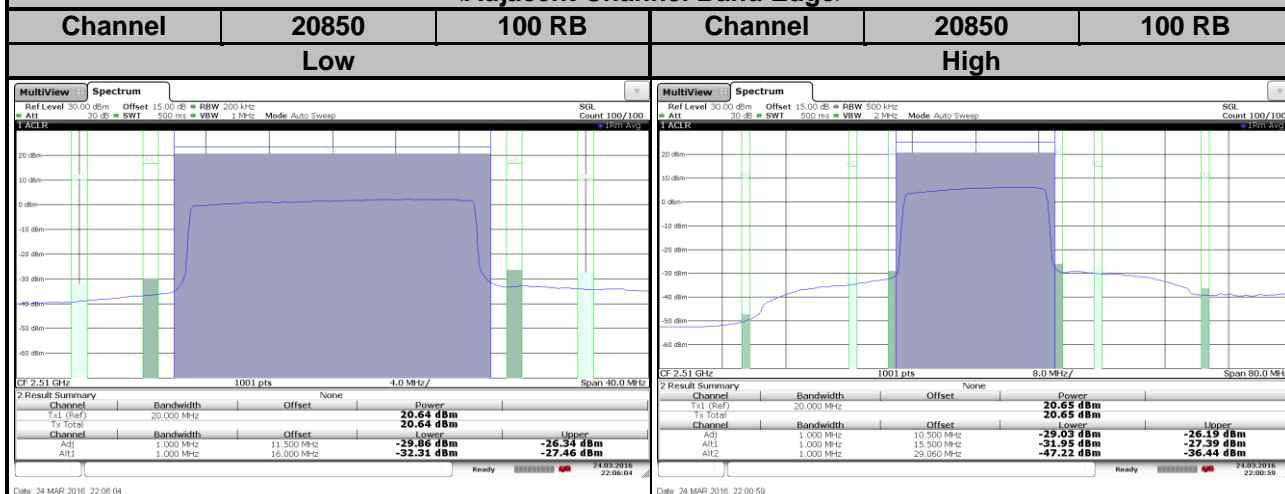 <Adjacent Channel Band Edge>
Channel 20850 100 RB Channel 20850 100 RB
Low High
MultiView Spectrum
Ref Level 30.00 dBm Offset 15.00 dB RBW 200 kHz SGL
Att 30 dB SWT 500 ms VBW 1 MHz Mode Auto Sweep Count 100/100
1 ACLR 1Rm Avg
20 dBm
10 dBm
0 dBm
-10 dBm
-20 dBm
-30 dBm
-40 dBm
-50 dBm
-60 dBm
CF 2.51 GHz 1001 pts 4.0 MHz/ Span 40.0 MHz
2 Result Summary None
Channel Bandwidth Offset Power
Tx1 (Ref) 20.000 MHz 20.64 dBm
Tx Total 20.64 dBm
Channel Bandwidth Offset Lower Upper
Adj 1.000 MHz 11.500 MHz -29.86 dBm -26.34 dBm
Alt1 1.000 MHz 16.000 MHz -32.31 dBm -27.46 dBm
Ready 24.03.2016
22:06:04
Date: 24 MAR 2016 22:06:04
MultiView Spectrum
Ref Level 30.00 dBm Offset 15.00 dB RBW 500 kHz SGL
Att 30 dB SWT 500 ms VBW 2 MHz Mode Auto Sweep Count 100/100
1 ACLR 1Rm Avg
20 dBm
10 dBm
0 dBm
-10 dBm
-20 dBm
-30 dBm
-40 dBm
-50 dBm
-60 dBm
CF 2.51 GHz 1001 pts 8.0 MHz/ Span 80.0 MHz
2 Result Summary None
Channel Bandwidth Offset Power
Tx1 (Ref) 20.000 MHz 20.65 dBm
Tx Total 20.65 dBm
Channel Bandwidth Offset Lower Upper
Adj 1.000 MHz 10.500 MHz -29.03 dBm -26.19 dBm
Alt1 1.000 MHz 15.500 MHz -31.95 dBm -27.39 dBm
Alt2 1.000 MHz 29.060 MHz -47.22 dBm -36.44 dBm
Ready 24.03.2016
22:00:59
Date: 24 MAR 2016 22:00:59